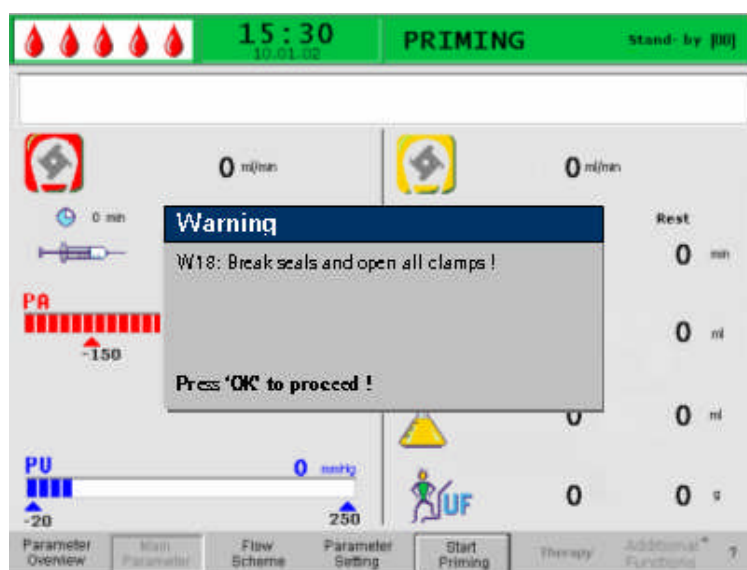 15:30
10.01.02
PRIMING
Stand- by [00]
0 ml/min
0 ml/min
0 min
Rest
0 min
Warning
W18: Break seals and open all clamps !
Press 'OK' to proceed !
PA
-150
0 ml
0 ml
PV
0 mmHg
-20
250
UF
0
0 g
Parameter Overview
Main Parameter
Flow Scheme
Parameter Setting
Start Priming
Therapy
Additional Functions
?